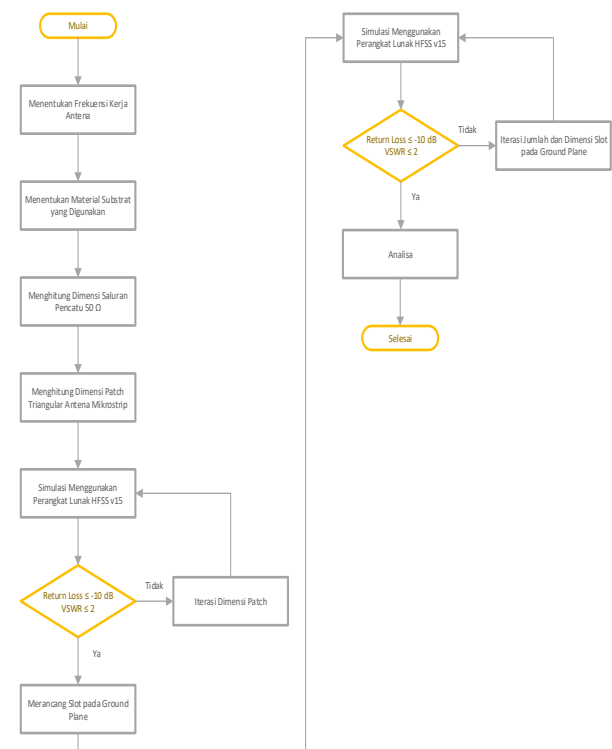 Mulai
Menentukan Frekuensi Kerja
Antena
Menentukan Material Substrat
yang Digunakan
Menghitung Dimensi Saluran
Pencatu 50 Ω
Menghitung Dimensi Patch
Triangular Antena Mikrostrip
Simulasi Menggunakan
Perangkat Lunak HFSS v15
Return Loss ≤ -10 dB
VSWR ≤ 2
Tidak
Iterasi Dimensi Patch
Ya
Merancang Slot pada Ground
Plane
Simulasi Menggunakan
Perangkat Lunak HFSS v15
Return Loss ≤ -10 dB
VSWR ≤ 2
Tidak
Iterasi Jumlah dan Dimensi Slot
pada Ground Plane
Ya
Analisa
Selesai